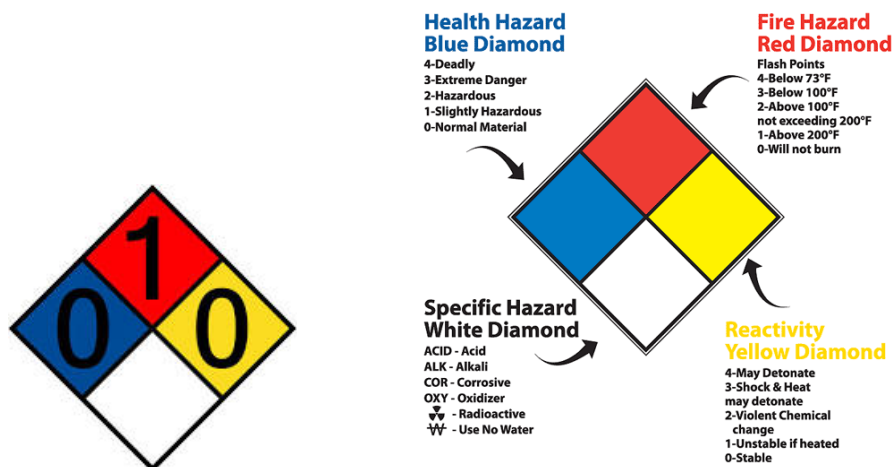 Health Hazard
Blue Diamond
4-Deadly
3-Extreme Danger
2-Hazardous
1-Slightly Hazardous
0-Normal Material
Fire Hazard
Red Diamond
Flash Points
4-Below 73°F
3-Below 100°F
2-Above 100°F
not exceeding 200°F
1-Above 200°F
0-Will not burn
1
0 0
Specific Hazard
White Diamond
ACID - Acid
ALK - Alkali
COR - Corrosive
OXY - Oxidizer
- Radioactive
W - Use No Water
Reactivity
Yellow Diamond
4-May Detonate
3-Shock & Heat
may detonate
2-Violent Chemical
change
1-Unstable if heated
0-Stable